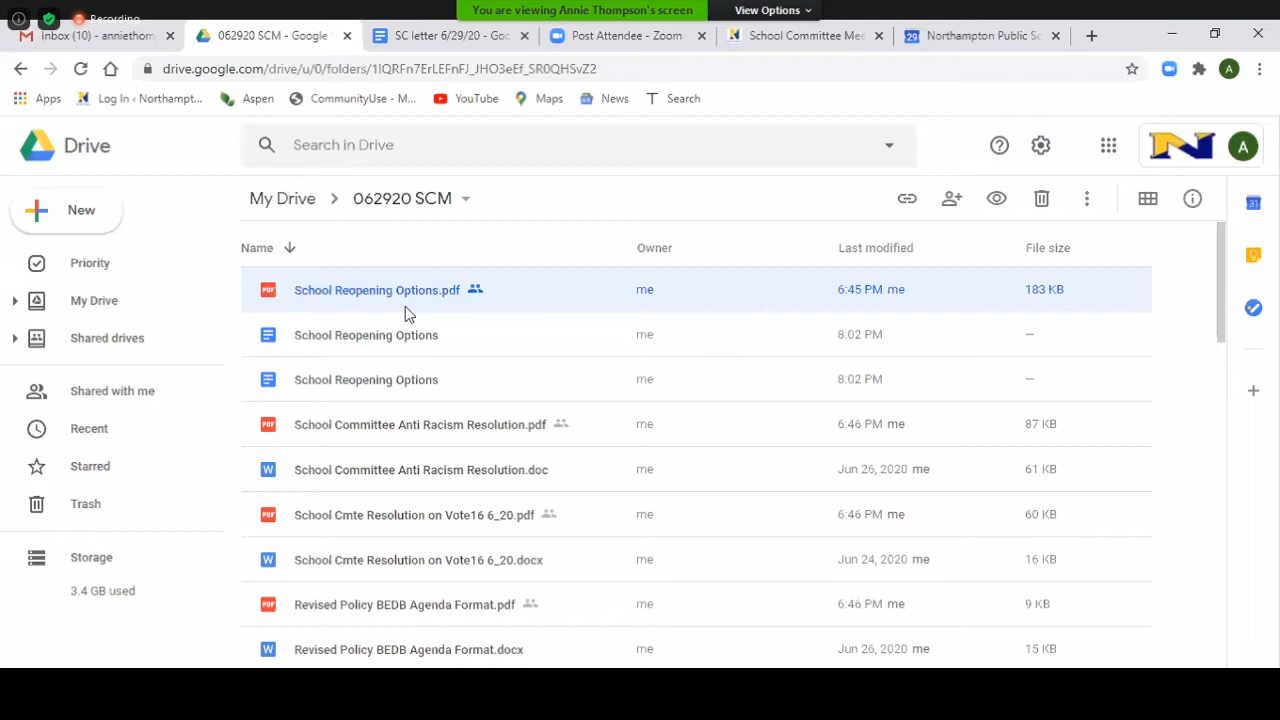 You are viewing Annie Thompson's screen View Options
Recording
Inbox (10) - anniethom 062920 SCM - Google SC letter 6/29/20 - Goo Post Attendee - Zoom School Committee Me Northampton Public S
drive.google.com/drive/u/0/folders/1lQRFn7ErLEFnFJ_JHO3eEf_SR0QHSvZ2 A
Apps Log In ‹ Northampt... Aspen CommunityUse - M... YouTube Maps News Search
Drive Search in Drive N A
New My Drive 062920 SCM
Name Owner Last modified File size
Priority
School Reopening Options.pdf me 6:45 PM me 183 KB
My Drive
School Reopening Options me 8:02 PM –
Shared drives
School Reopening Options me 8:02 PM –
Shared with me
School Committee Anti Racism Resolution.pdf me 6:46 PM me 87 KB
Recent
School Committee Anti Racism Resolution.doc me Jun 26, 2020 me 61 KB
Starred
Trash
School Cmte Resolution on Vote16 6_20.pdf me 6:46 PM me 60 KB
Storage
School Cmte Resolution on Vote16 6_20.docx me Jun 24, 2020 me 16 KB
3.4 GB used
Revised Policy BEDB Agenda Format.pdf me 6:46 PM me 9 KB
Revised Policy BEDB Agenda Format.docx me Jun 26, 2020 me 15 KB